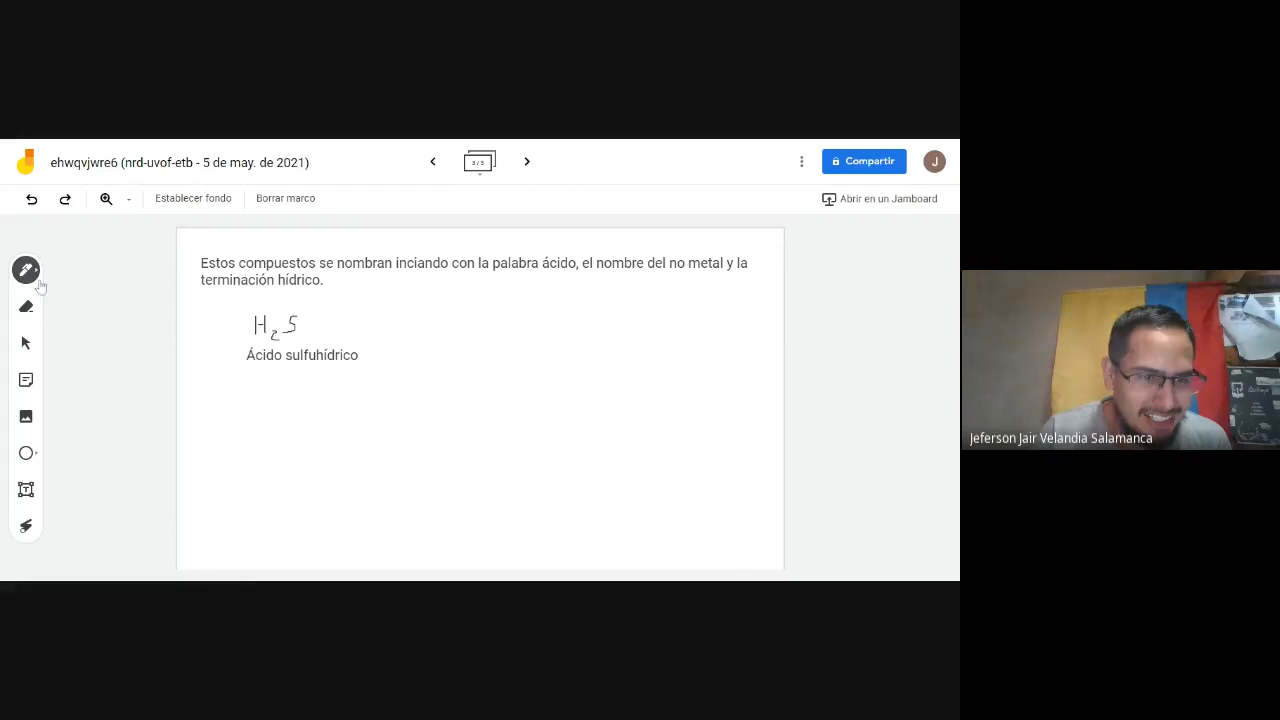 ehwqvjwre6 (nrd-uvof-etb - 5 de may. de 2021)
3 / 3
Compartir
J
Establecer fondo
Borrar marco
Abrir en un Jamboard
Estos compuestos se nombran inciando con la palabra ácido, el nombre del no metal y la
terminación hídrico.
H₂S
Ácido sulfuhídrico
Jeferson Jair Velandia Salamanca